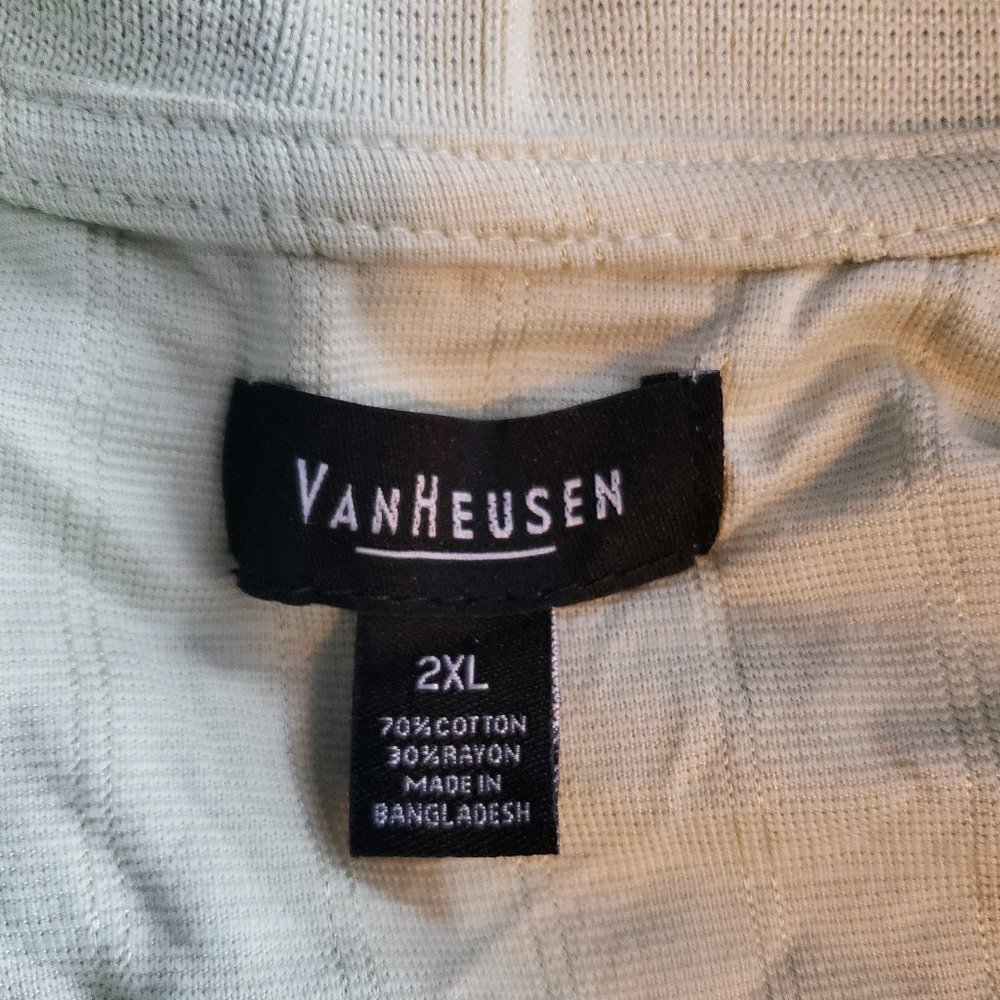 VANHEUSEN
2XL
70%COTTON
30%RAYON
MADE IN
BANGLADESH